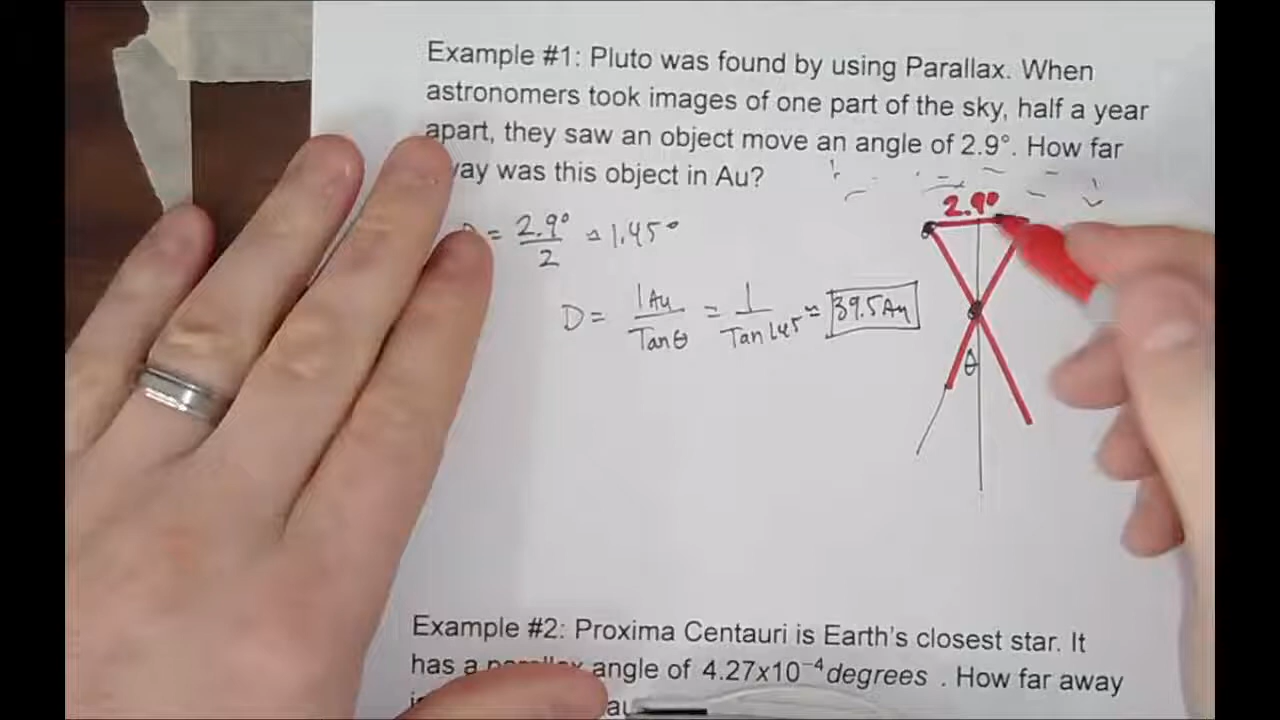 Example #1: Pluto was found by using Parallax. When
astronomers took images of one part of the sky, half a year
apart, they saw an object move an angle of 2.9°. How far
was this object in Au?
2.9°
= 2.9°/2 ≈ 1.45°
D = 1Au/Tanθ = 1/Tan1.45 ≈ 39.5Au
θ
Example #2: Proxima Centauri is Earth's closest star. It
has a parallax angle of 4.27x10⁻⁴ degrees . How far away